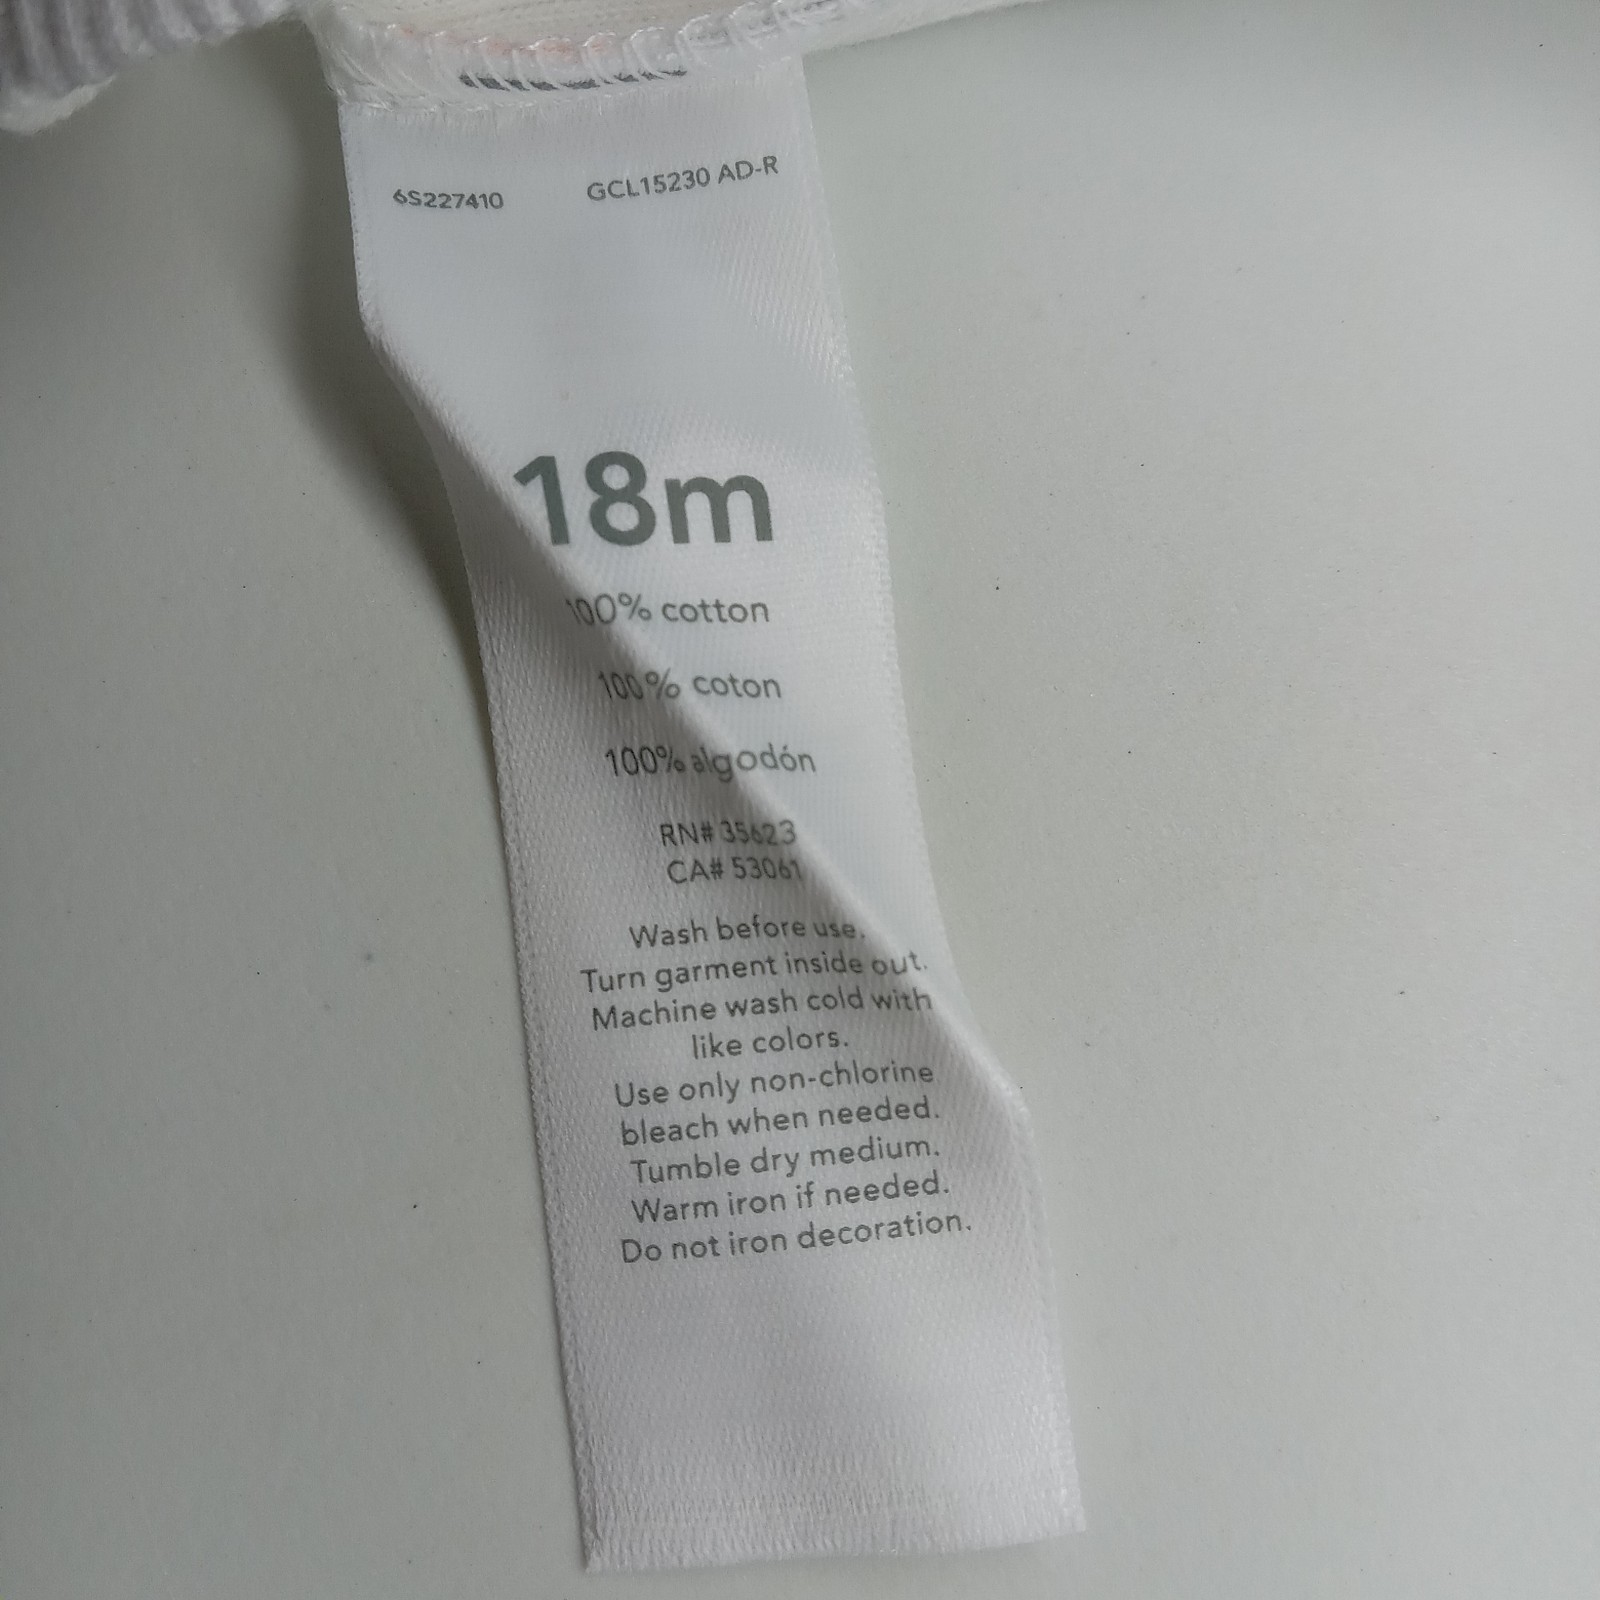 6S227410 GCL15230 AD-R
18m
100% cotton
100% coton
100% algodón
RN# 35623
CA# 53061
Wash before use.
Turn garment inside out.
Machine wash cold with
like colors.
Use only non-chlorine
bleach when needed.
Tumble dry medium.
Warm iron if needed.
Do not iron decoration.